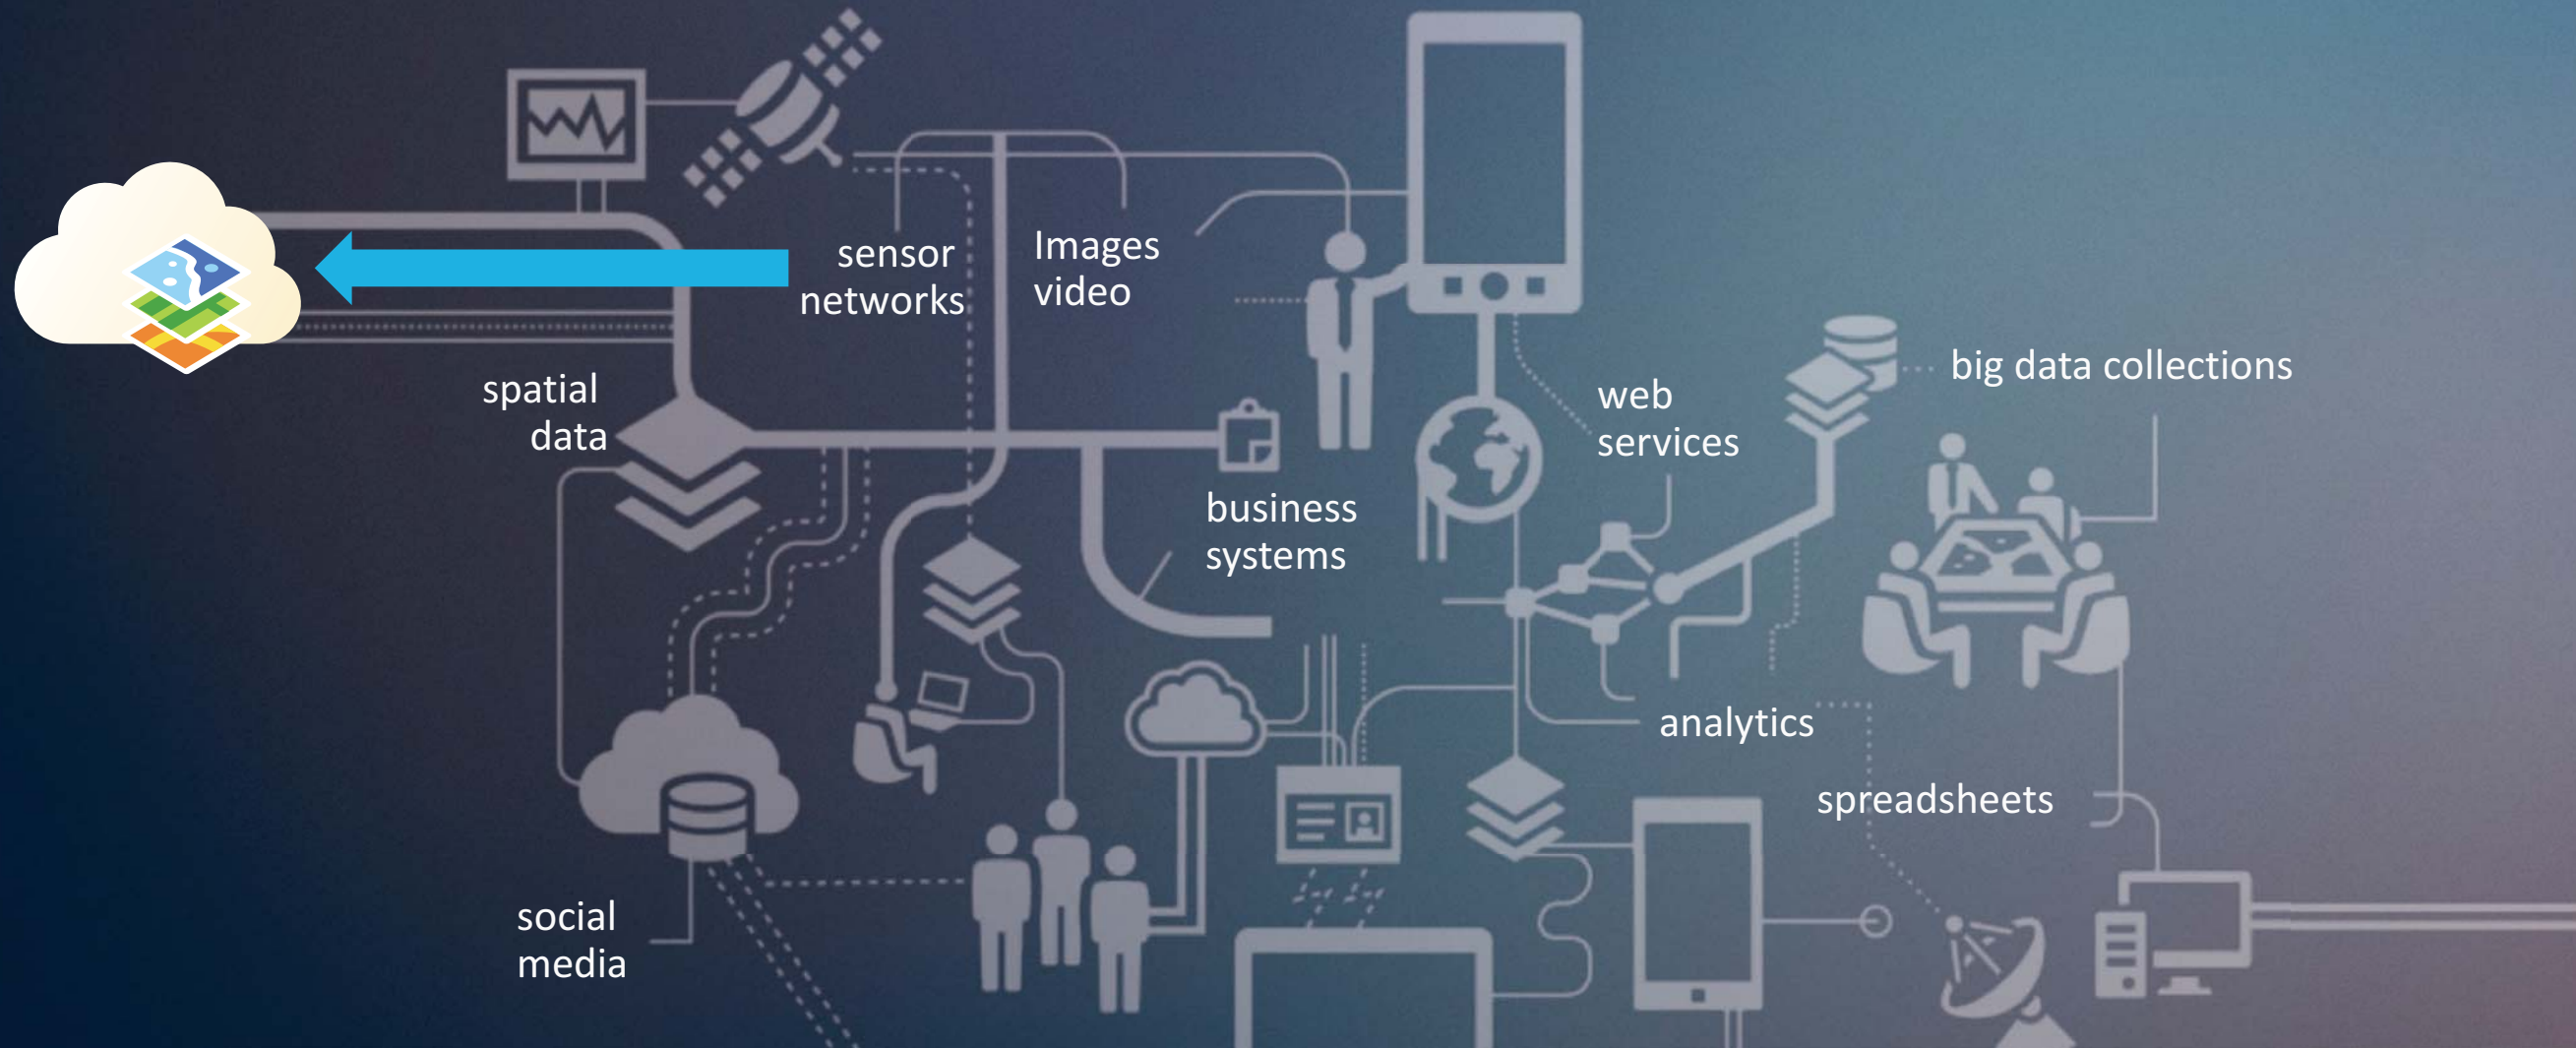 sensor
networks
Images
video
spatial
data
big data collections
web
services
business
systems
analytics
spreadsheets
social
media